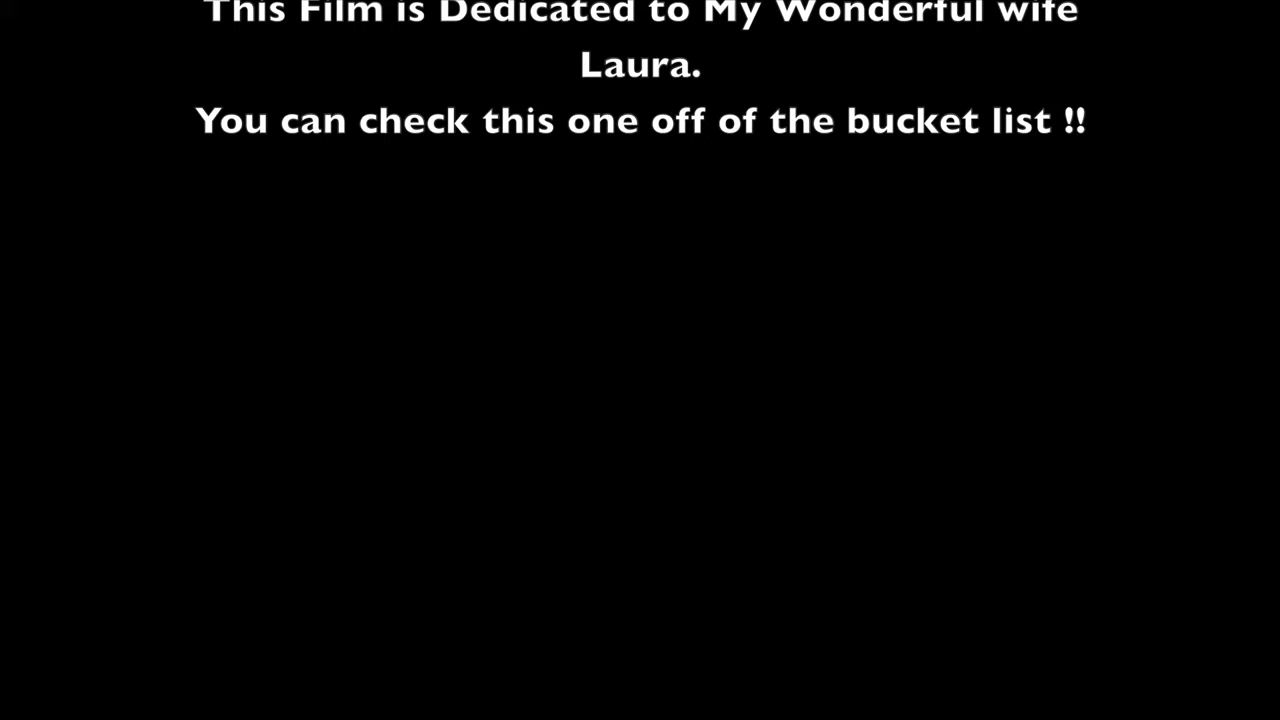 This Film is Dedicated to My Wonderful wife
Laura.
You can check this one off of the bucket list !!